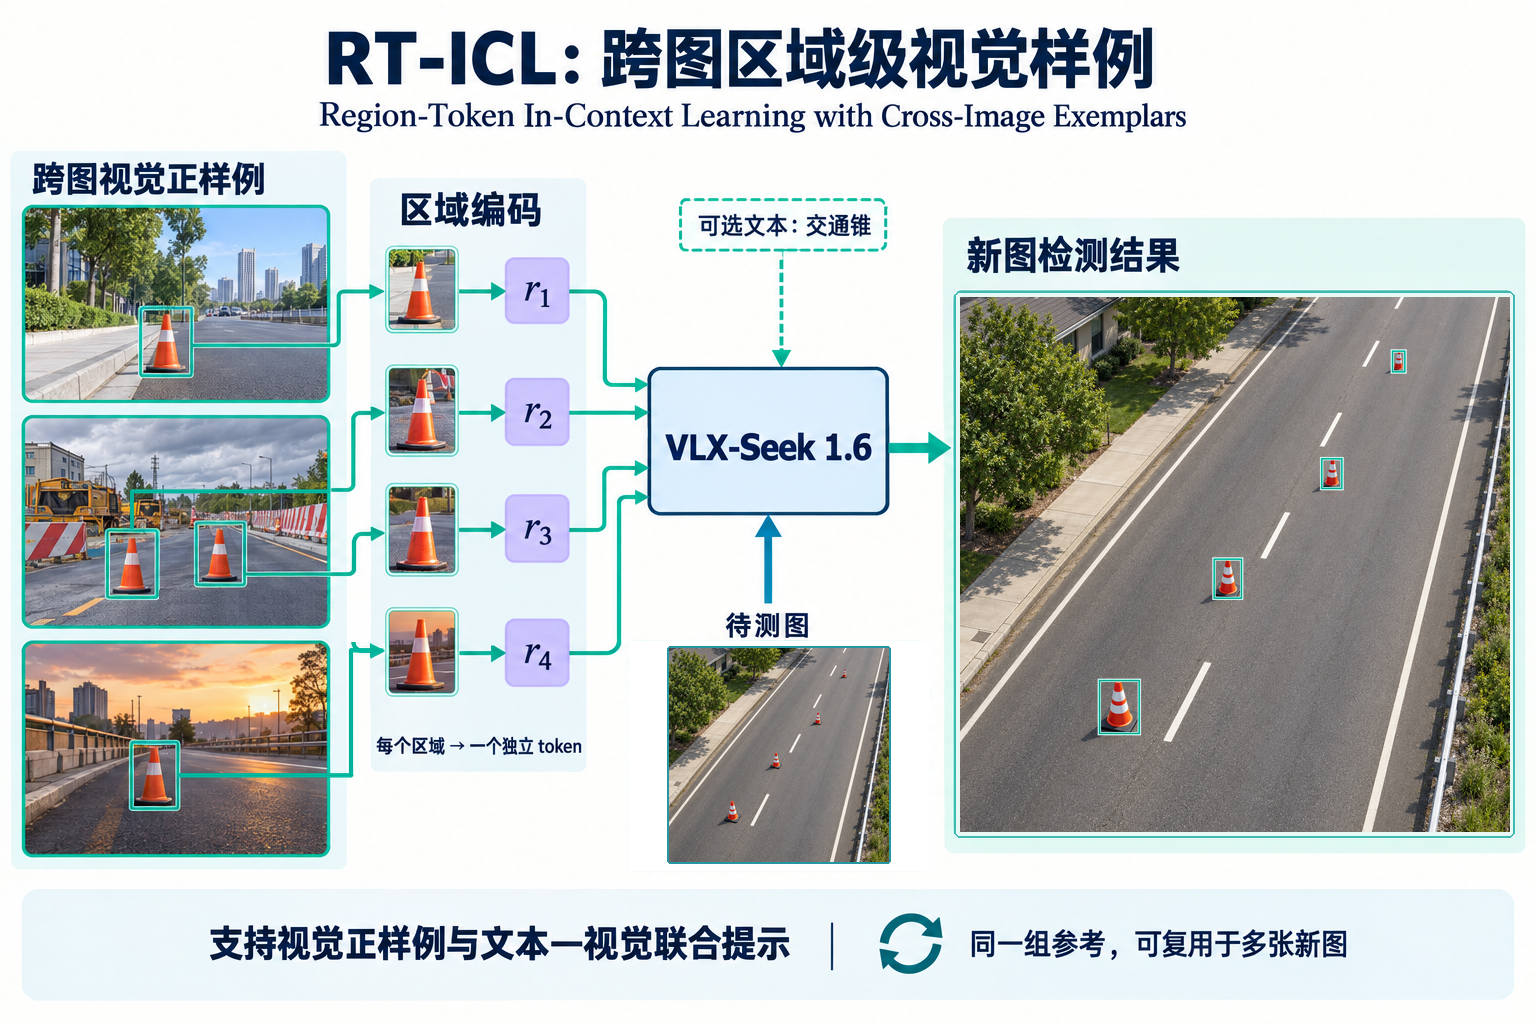 RT-ICL: 跨图区域级视觉样例
Region-Token In-Context Learning with Cross-Image Exemplars
跨图视觉正样例
区域编码
r1
r2
r3
r4
每个区域 → 一个独立 token
可选文本：交通锥
VLX-Seek 1.6
待测图
新图检测结果
支持视觉正样例与文本—视觉联合提示
同一组参考，可复用于多张新图